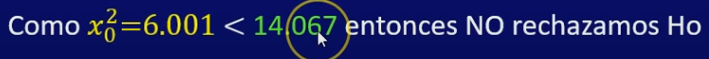 Como x₀²=6.001 < 14.067 entonces NO rechazamos Ho